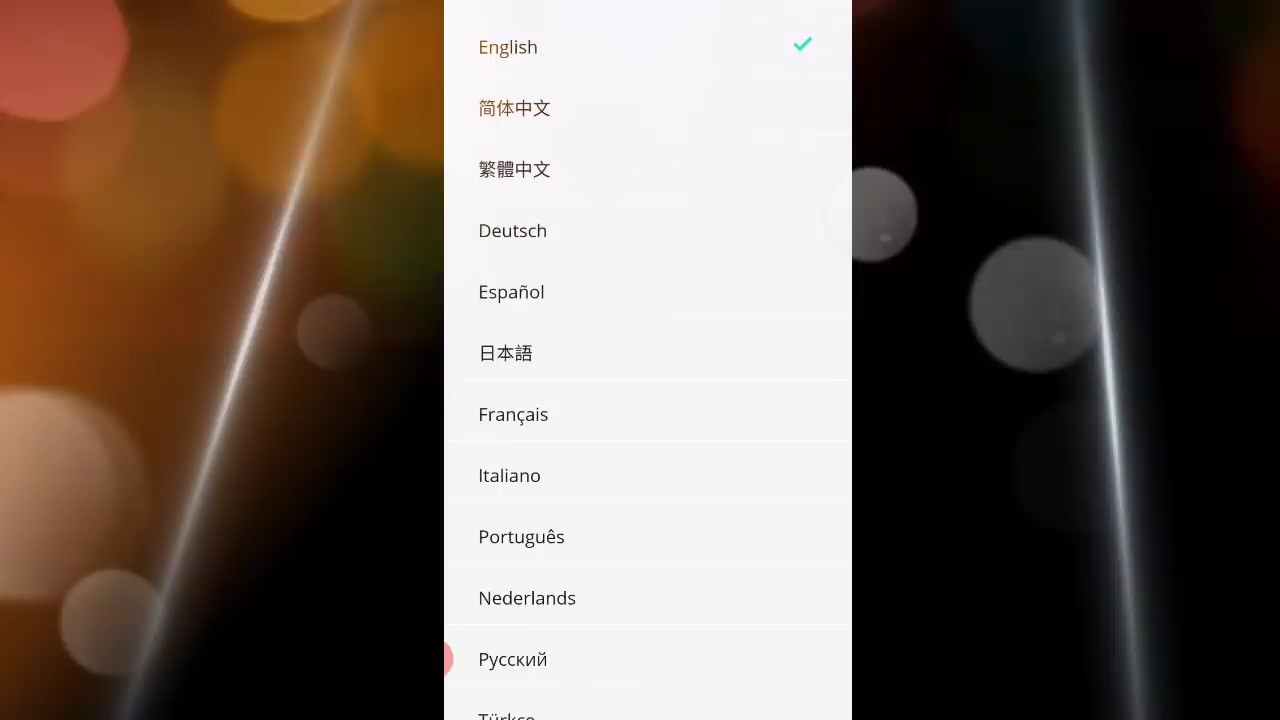 English
简体中文
繁體中文
Deutsch
Español
日本語
Français
Italiano
Português
Nederlands
Русский
Türkçe